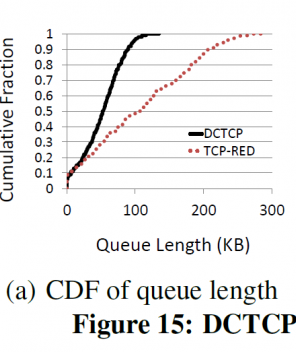 Cumulative Fraction
1
0.9
0.8
0.7
0.6
0.5
0.4
0.3
0.2
0.1
0
DCTCP
TCP-RED
0 100 200 300
Queue Length (KB)
(a) CDF of queue length
Figure 15: DCTCP